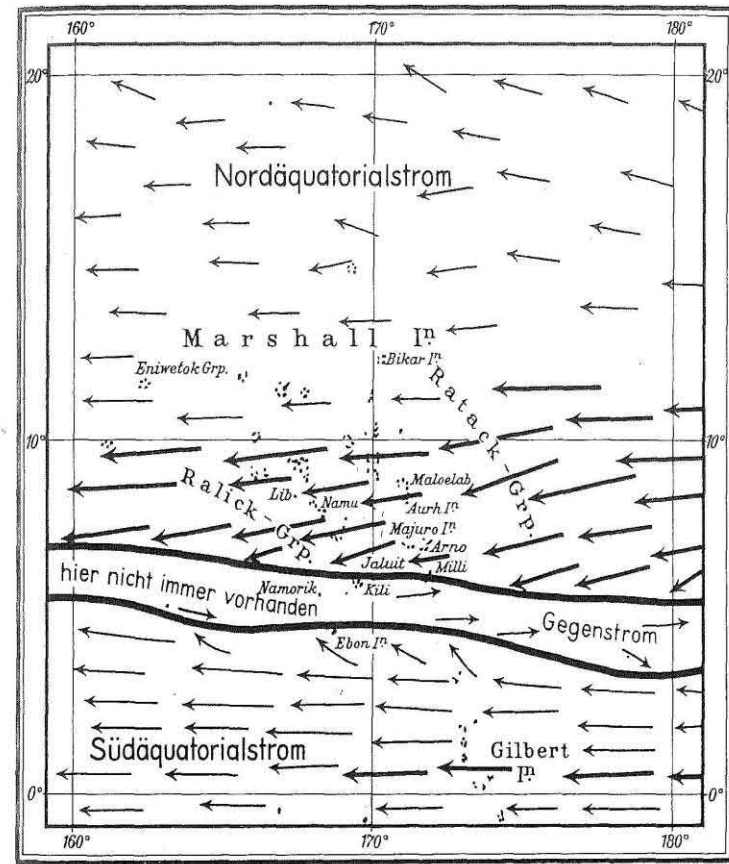 160° 170° 180°
20° 20°
Nordäquatorialstrom
Marshall Iⁿ
Eniwetok Grp.
Bikar Iⁿ
Ratack-Grp.
10° 10°
Ralick-Grp.
Lib
Namu
Maloelab
Aurh Iⁿ
Majuro Iⁿ
Arno
Jaluit
Milli
hier nicht immer vorhanden
Namorik
Kili
Gegenstrom
Ebon Iⁿ
Südäquatorialstrom
Gilbert
Iⁿ
0° 0°
160° 170° 180°